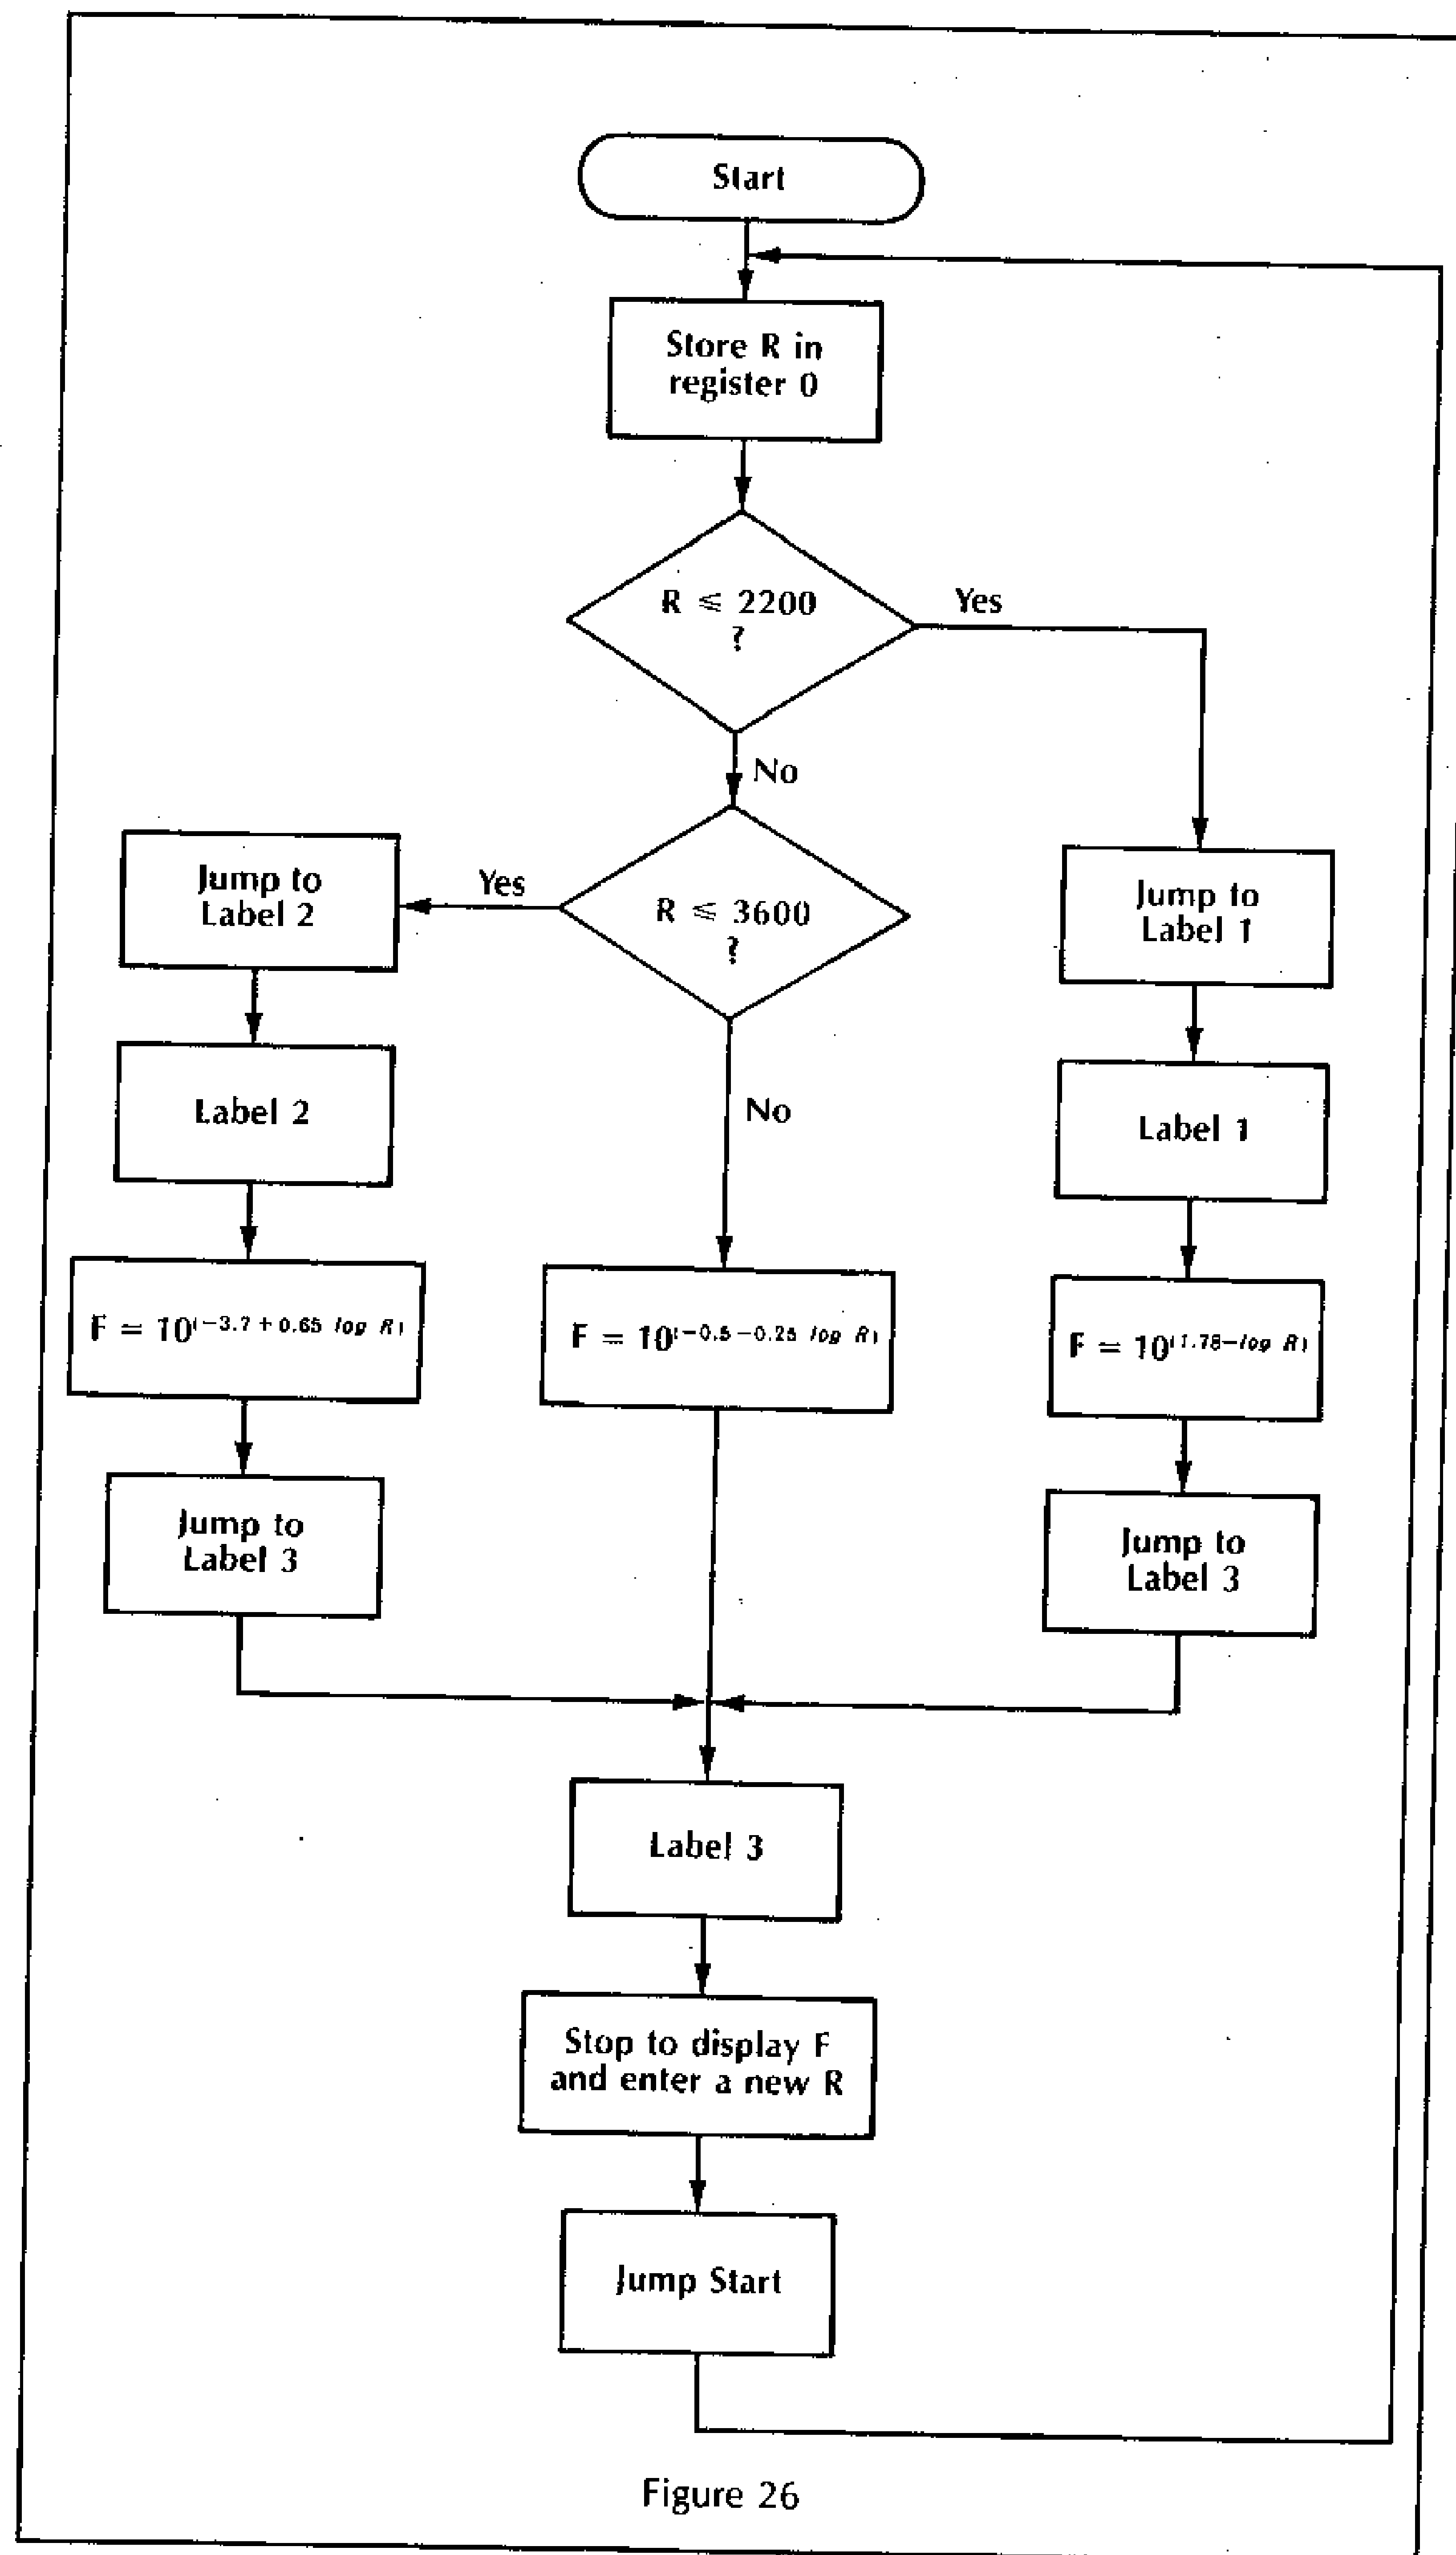 Start
Store R in
register 0
R ≤ 2200
?
Yes
No
Jump to
Label 2
Yes
R ≤ 3600
?
Jump to
Label 1
Label 2
No
Label 1
F = 10(−3.7 + 0.65 log R)
F = 10(−0.5 − 0.25 log R)
F = 10(1.78 − log R)
Jump to
Label 3
Jump to
Label 3
Label 3
Stop to display F
and enter a new R
Jump Start
Figure 26